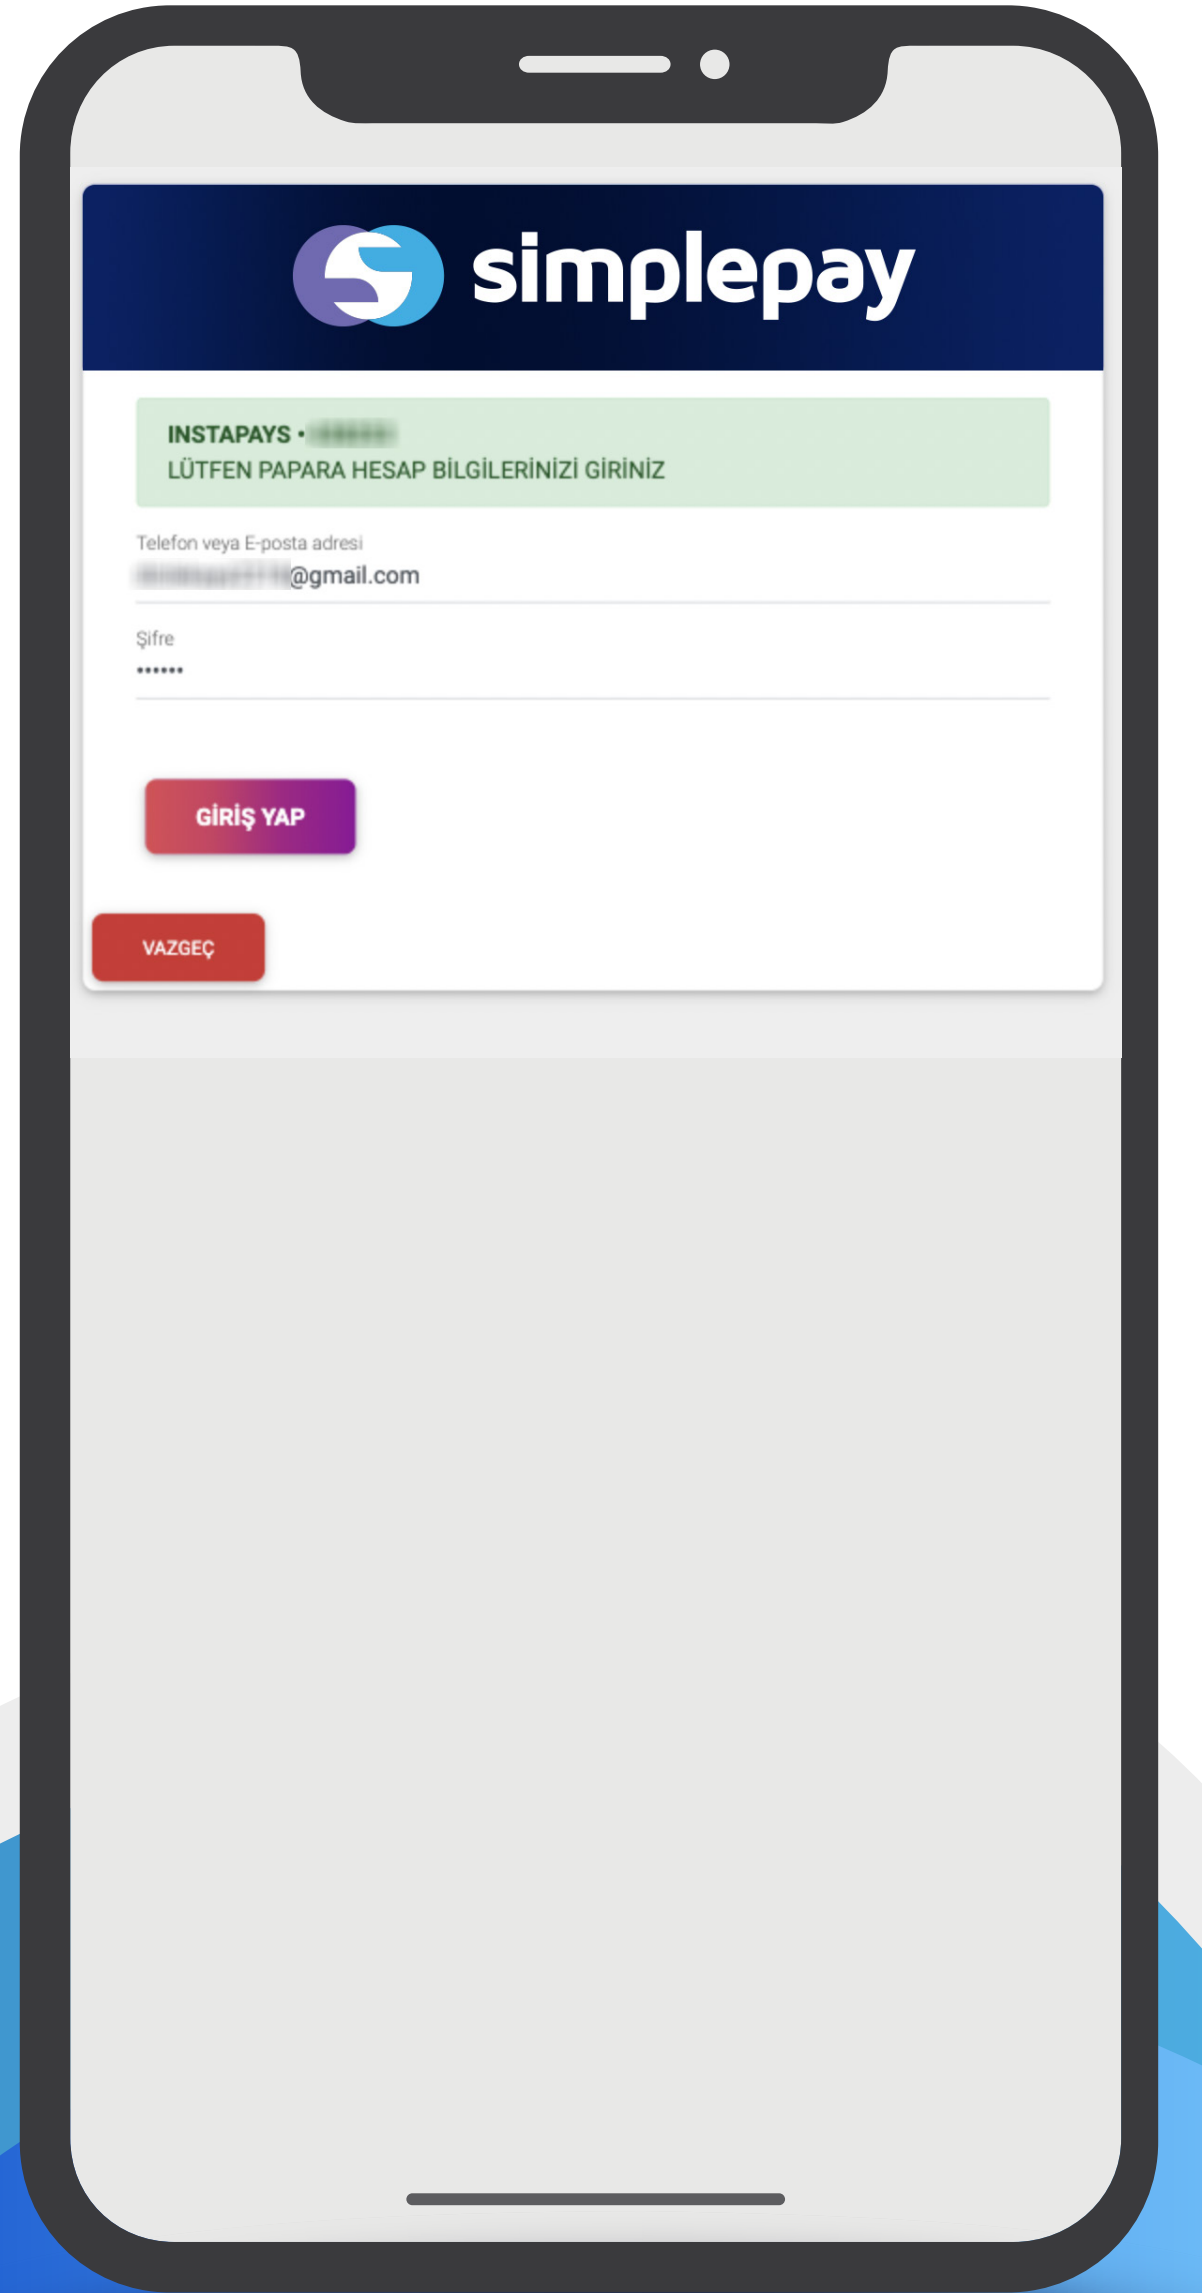 simplepay
INSTAPAYS •
LÜTFEN PAPARA HESAP BİLGİLERİNİZİ GİRİNİZ
Telefon veya E-posta adresi
@gmail.com
Şifre
••••••
GİRİŞ YAP
VAZGEÇ